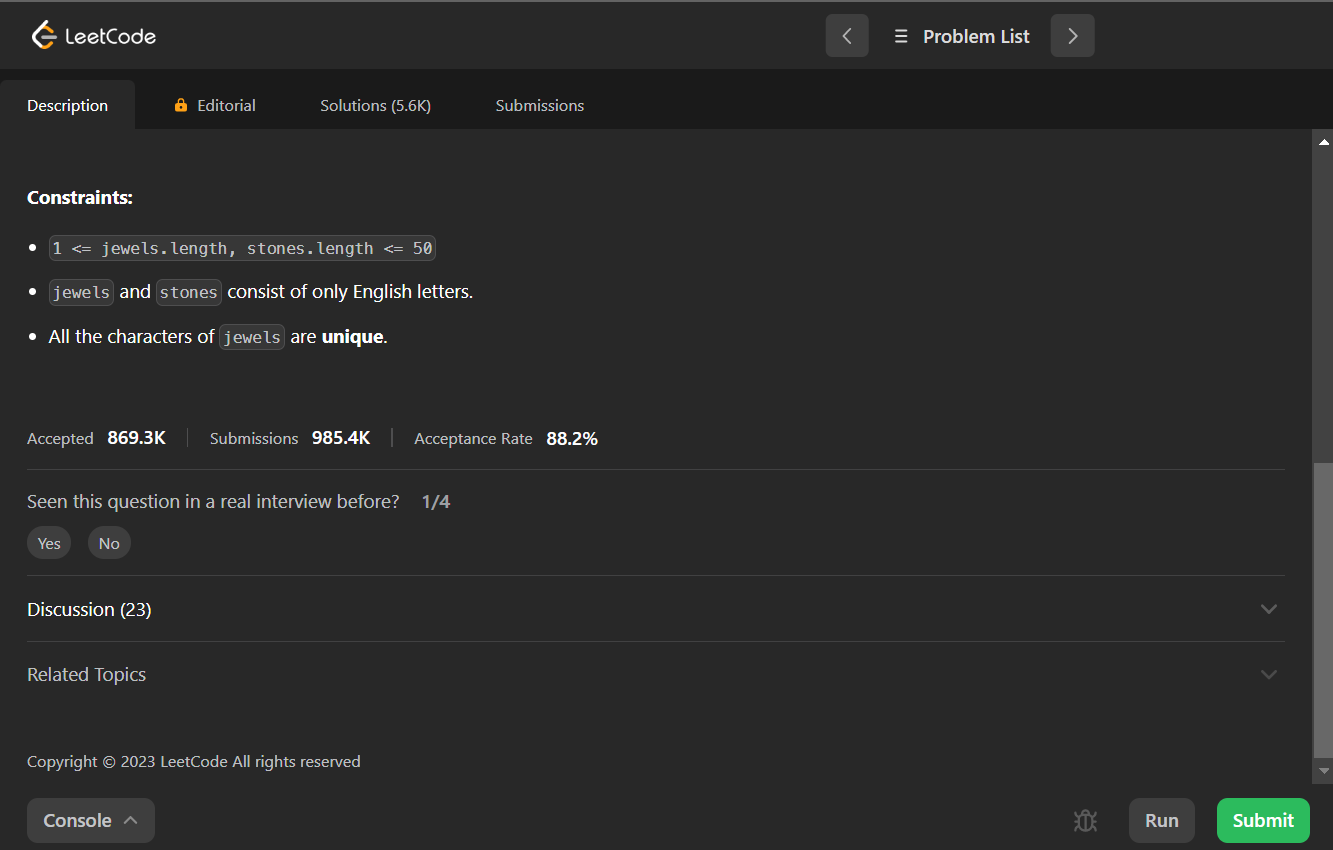 LeetCode
Problem List
Description Editorial Solutions (5.6K) Submissions
Constraints:
1 <= jewels.length, stones.length <= 50
jewels and stones consist of only English letters.
All the characters of jewels are unique.
Accepted 869.3K Submissions 985.4K Acceptance Rate 88.2%
Seen this question in a real interview before? 1/4
Yes No
Discussion (23)
Related Topics
Copyright © 2023 LeetCode All rights reserved
Console Run Submit